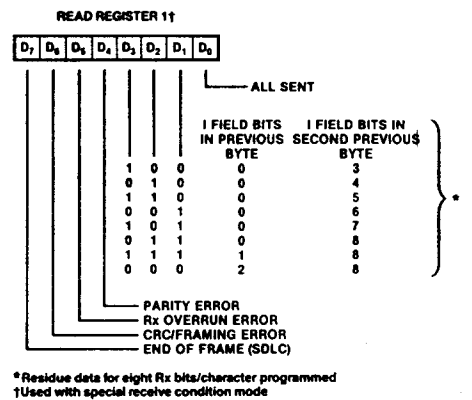 READ REGISTER 1†
D7 D6 D5 D4 D3 D2 D1 D0
ALL SENT
I FIELD BITS I FIELD BITS IN
IN PREVIOUS SECOND PREVIOUS
BYTE BYTE
1 0 0 0 3
0 1 0 0 4
1 1 0 0 5
0 0 1 0 6
1 0 1 0 7
0 1 1 0 8
1 1 1 1 8
0 0 0 2 8
*
PARITY ERROR
Rx OVERRUN ERROR
CRC/FRAMING ERROR
END OF FRAME (SDLC)
*Residue data for eight Rx bits/character programmed
†Used with special receive condition mode